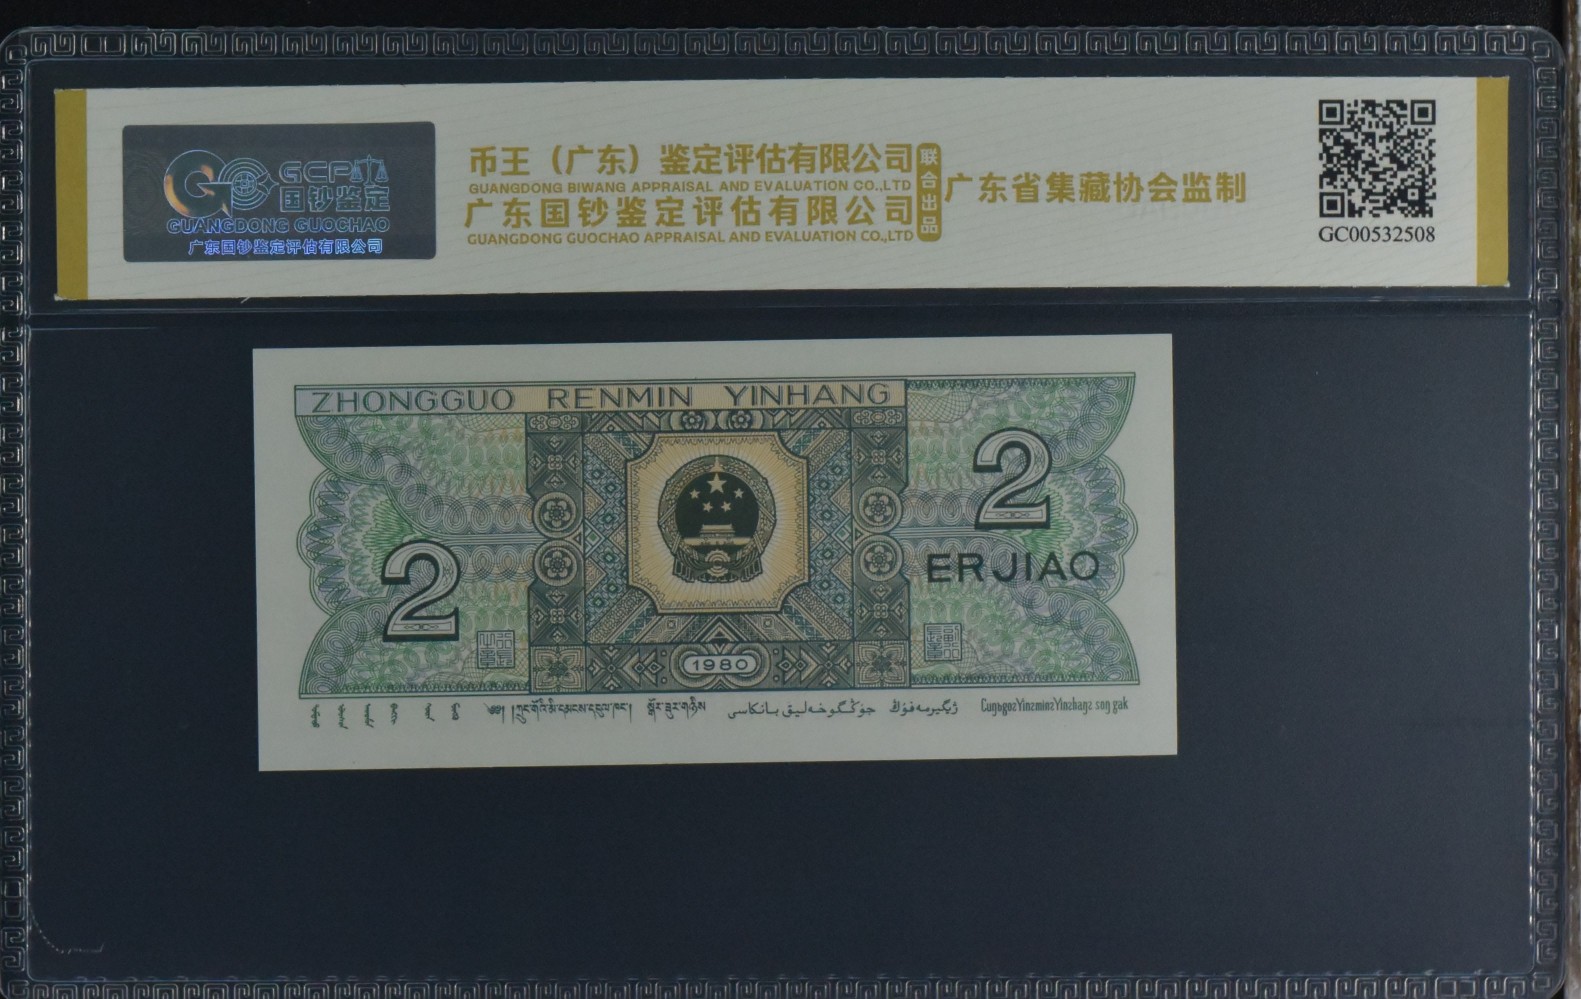 GCP
国钞鉴定
GUANGDONG GUOCHAO
广东国钞鉴定评估有限公司
币王（广东）鉴定评估有限公司
GUANGDONG BIWANG APPRAISAL AND EVALUATION CO.,LTD
广东国钞鉴定评估有限公司
GUANGDONG GUOCHAO APPRAISAL AND EVALUATION CO.,LTD
联合出品
广东省集藏协会监制
GC00532508
ZHONGGUO RENMIN YINHANG
2
2
ERJIAO
1980
جۇڭگو خەلىق بانكاسى